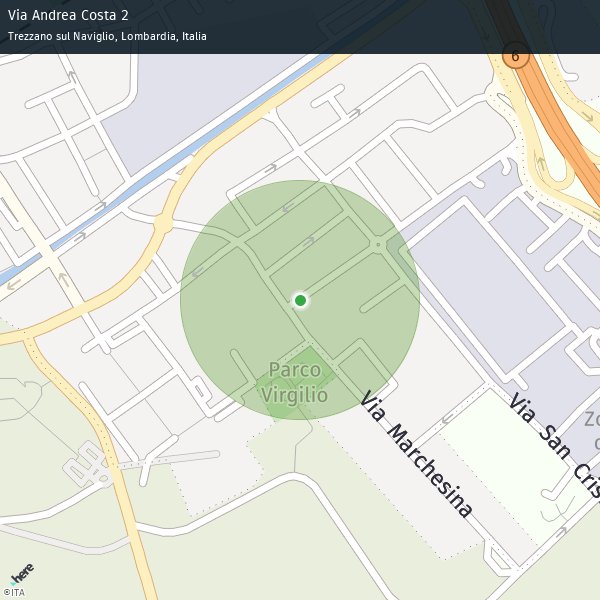 Via Andrea Costa 2
Trezzano sul Naviglio, Lombardia, Italia
6
Parco
Virgilio
Via Marchesina
Via San Cris
Zo
here
©ITA